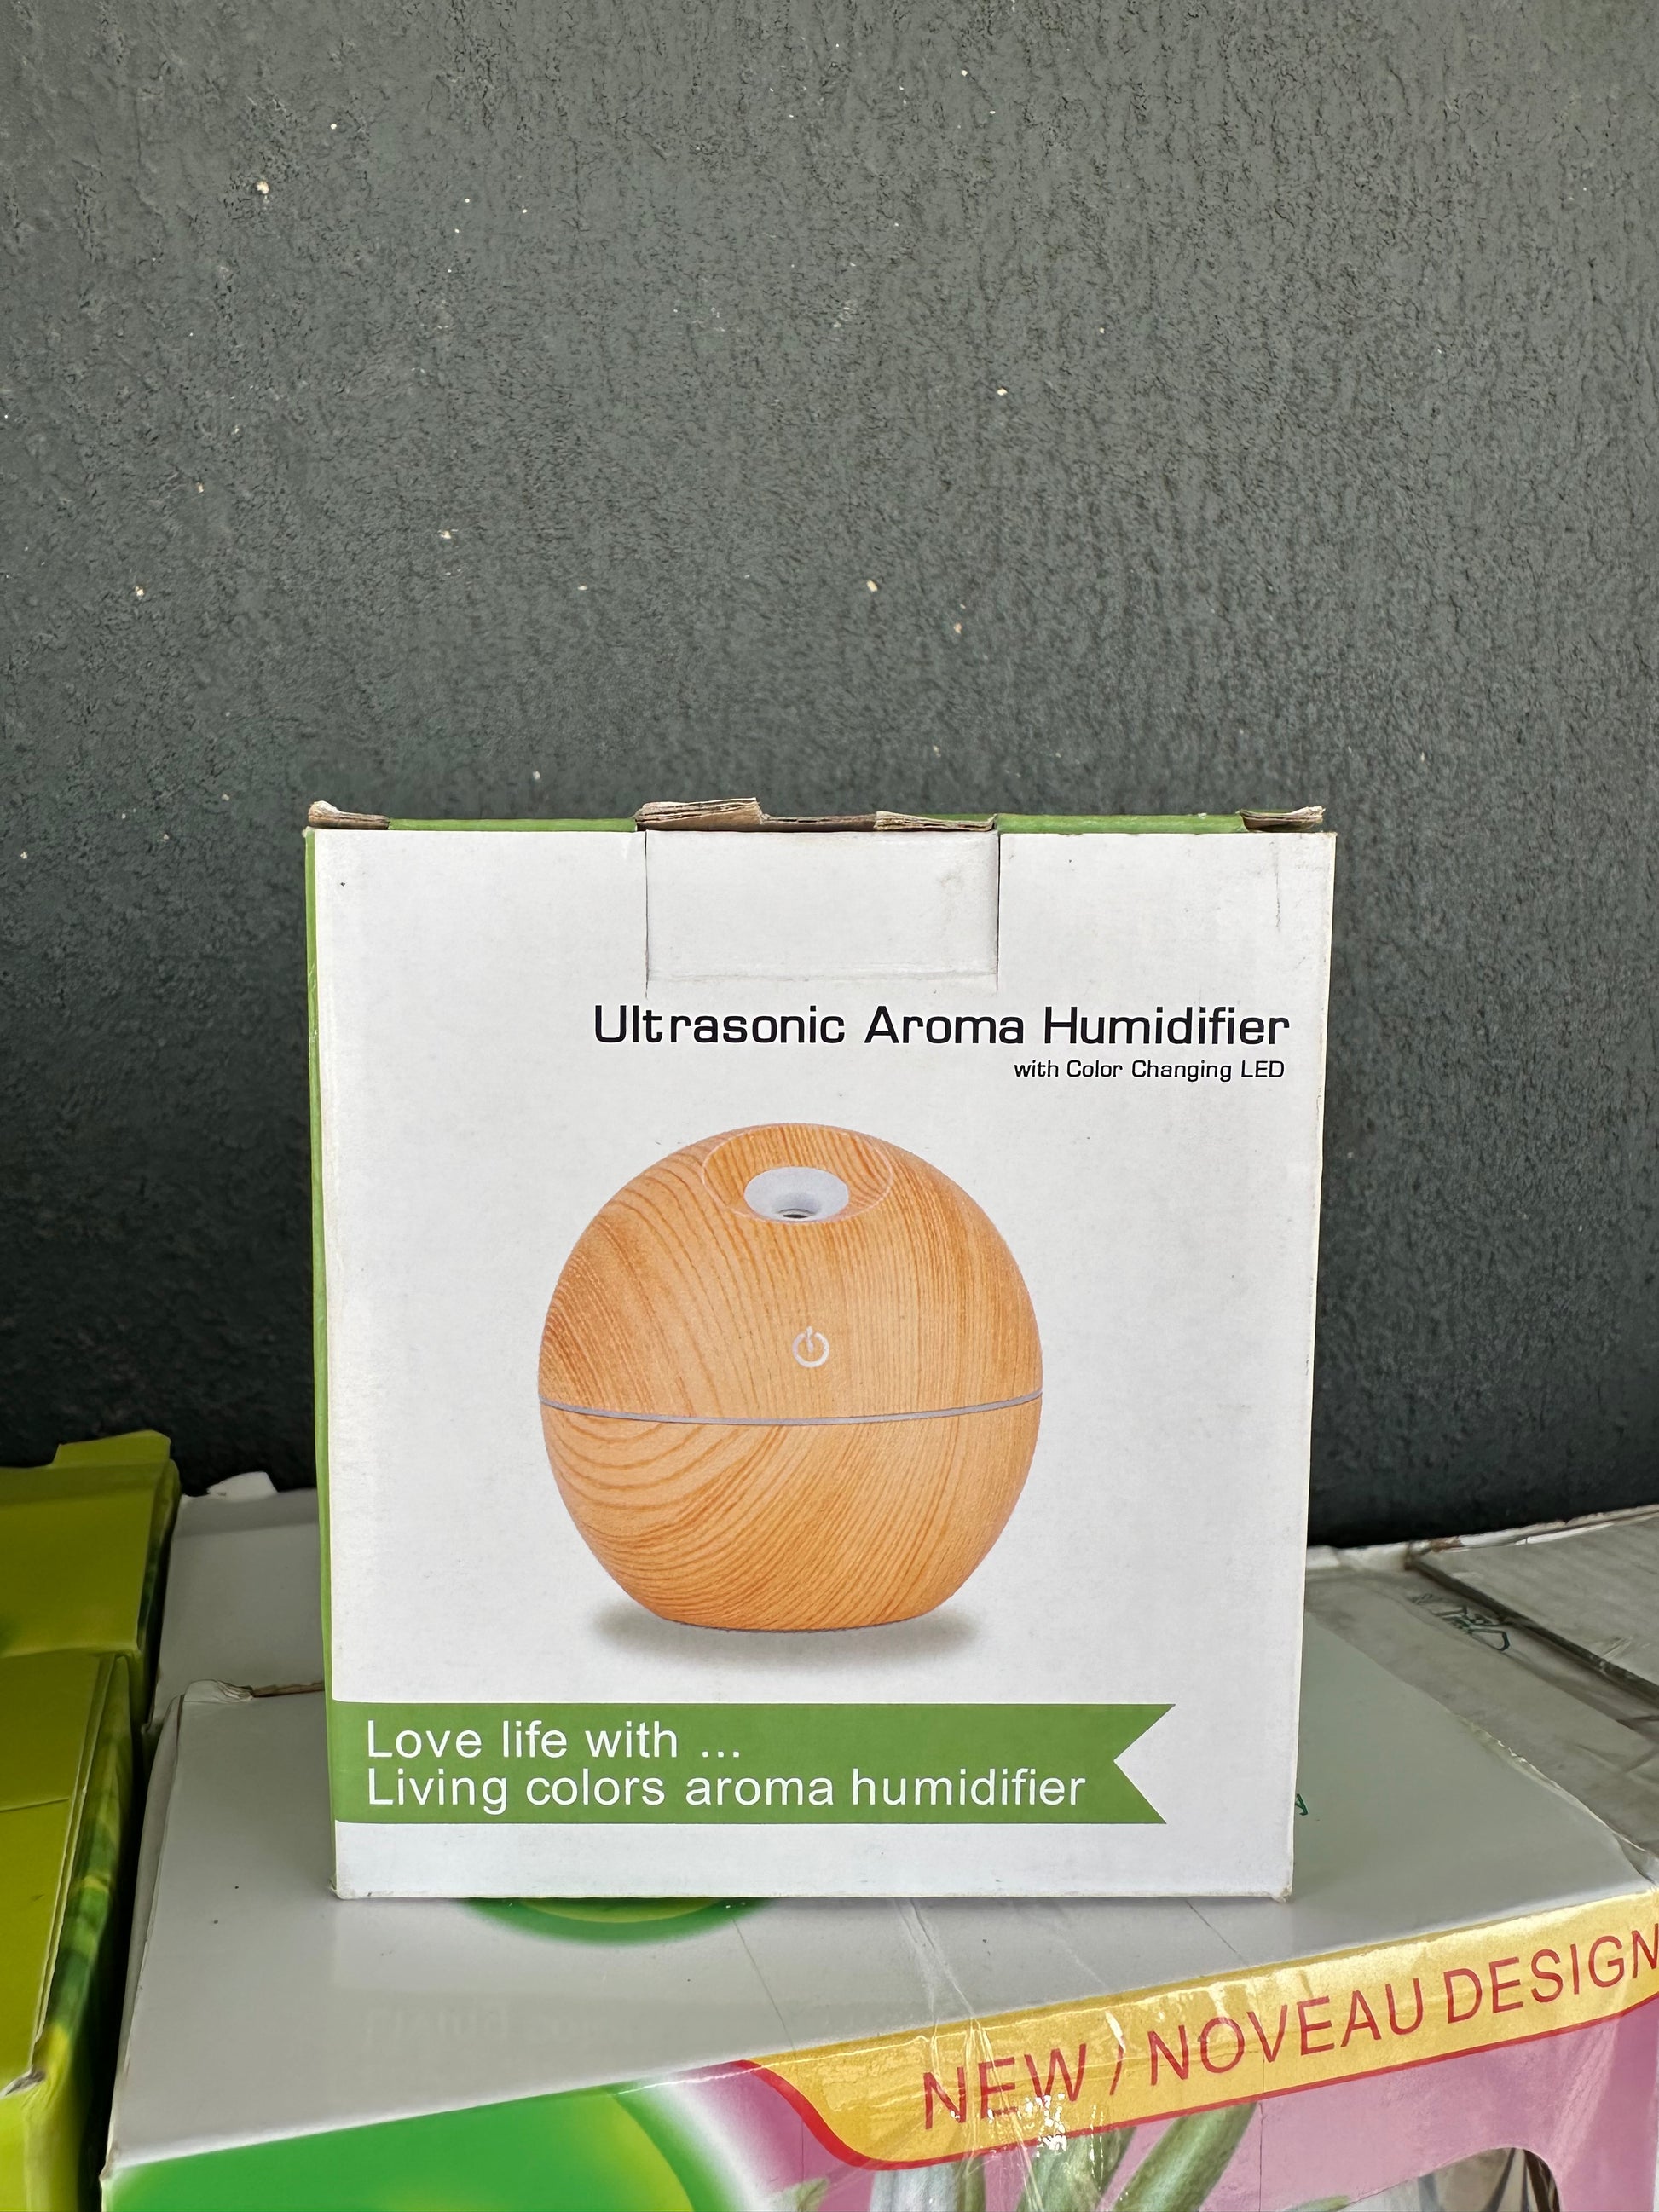 Ultrasonic Aroma Humidifier
with Color Changing LED
Love life with ...
Living colors aroma humidifier
NEW / NOVEAU DESIGN